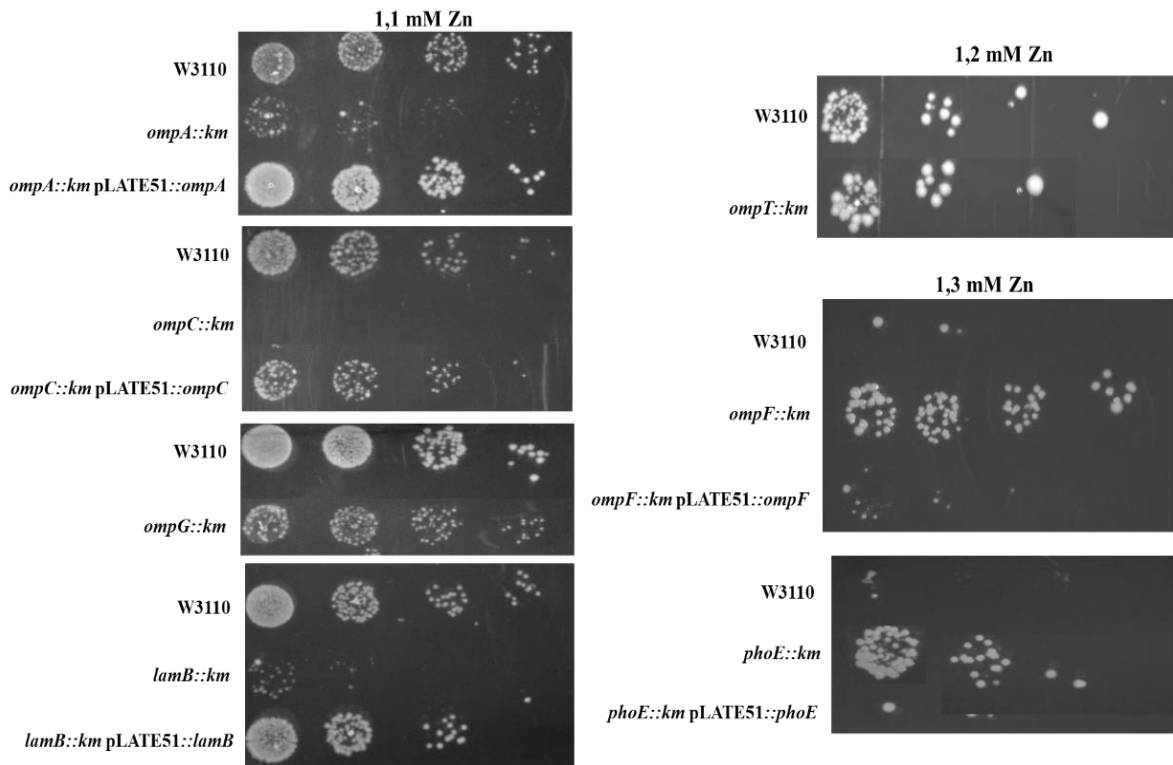 1,1 mM Zn
W3110
ompA::km
ompA::km pLATE51::ompA
W3110
ompC::km
ompC::km pLATE51::ompC
W3110
ompG::km
W3110
lamB::km
lamB::km pLATE51::lamB
1,2 mM Zn
W3110
ompT::km
1,3 mM Zn
W3110
ompF::km
ompF::km pLATE51::ompF
W3110
phoE::km
phoE::km pLATE51::phoE